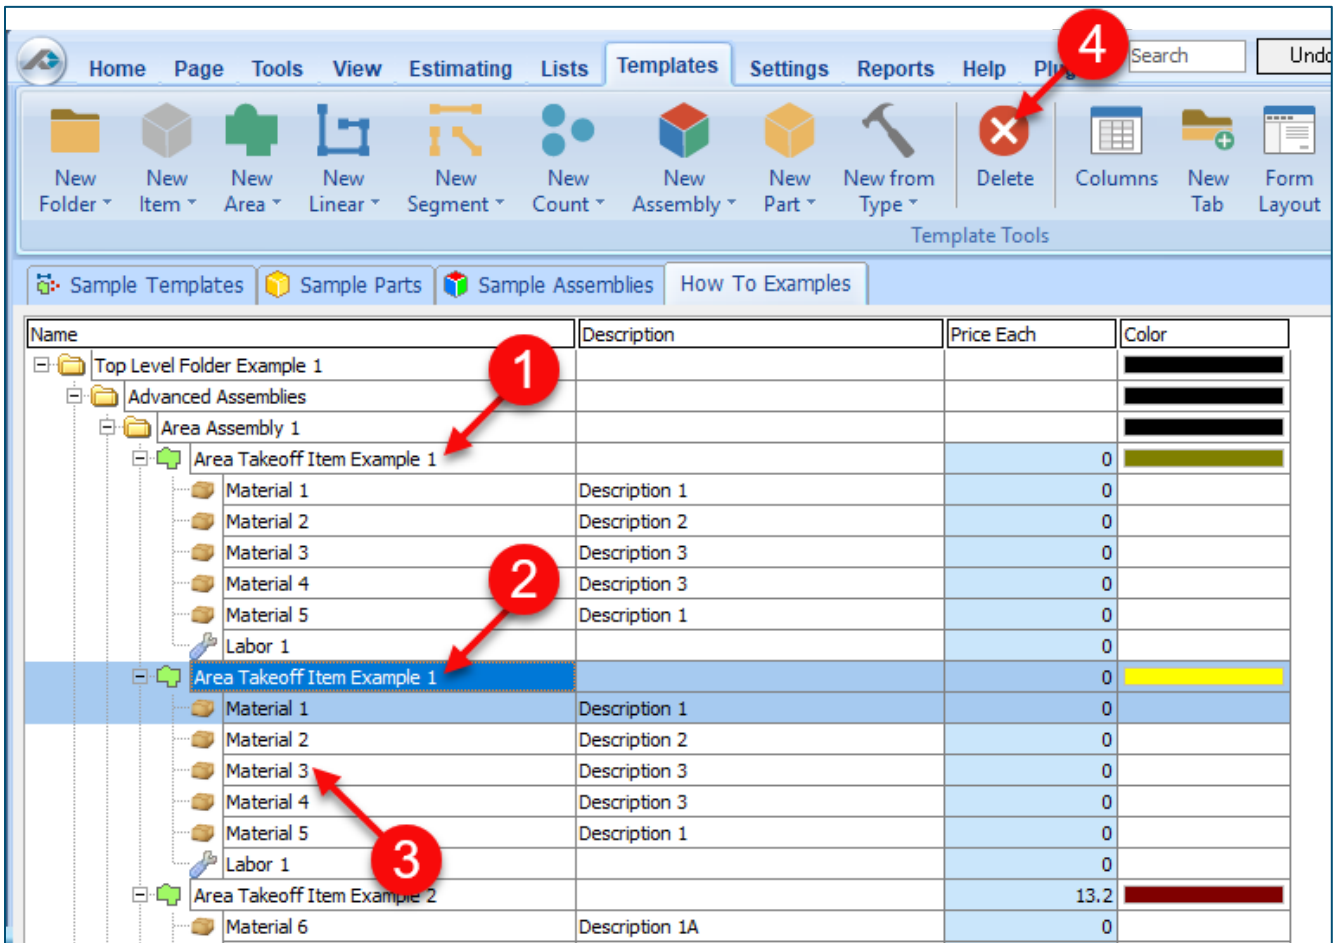 4
Search
Undo
Home Page Tools View Estimating Lists Templates Settings Reports Help
New Folder
New Item
New Area
New Linear
New Segment
New Count
New Assembly
New Part
New from Type
Delete
Columns
New Tab
Form Layout
Template Tools
Sample Templates Sample Parts Sample Assemblies How To Examples
Name Description Price Each Color
Top Level Folder Example 1
1
Advanced Assemblies
Area Assembly 1
Area Takeoff Item Example 1 0
Material 1 Description 1 0
Material 2 Description 2 0
Material 3 Description 3 0
2
Material 4 Description 3 0
Material 5 Description 1 0
Labor 1 0
Area Takeoff Item Example 1 0
Material 1 Description 1 0
Material 2 Description 2 0
Material 3 Description 3 0
Material 4 Description 3 0
Material 5 Description 1 0
3
Labor 1 0
Area Takeoff Item Example 2 13.2
Material 6 Description 1A 0